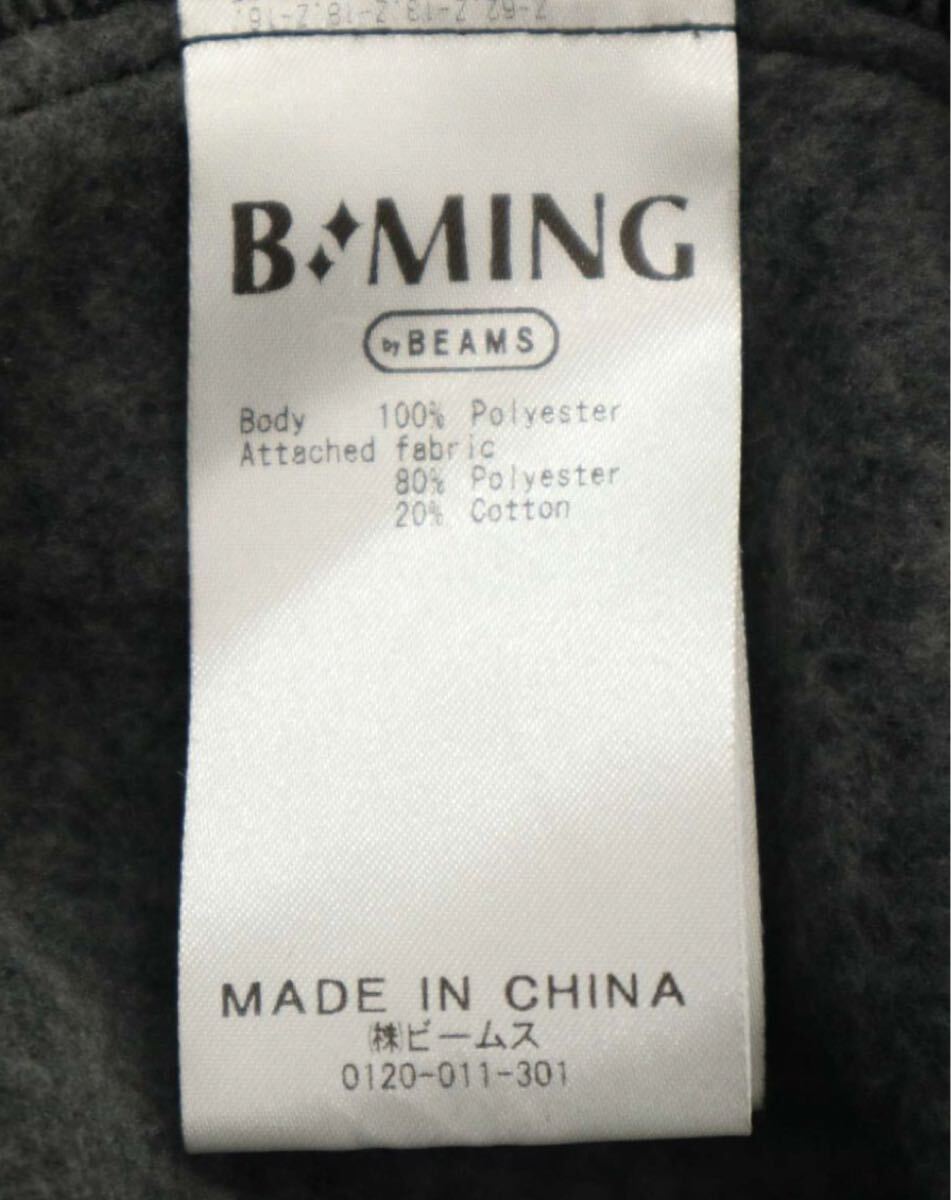 B MING
by BEAMS
Body 100% Polyester
Attached fabric
80% Polyester
20% Cotton
MADE IN CHINA
㈱ビームス
0120-011-301